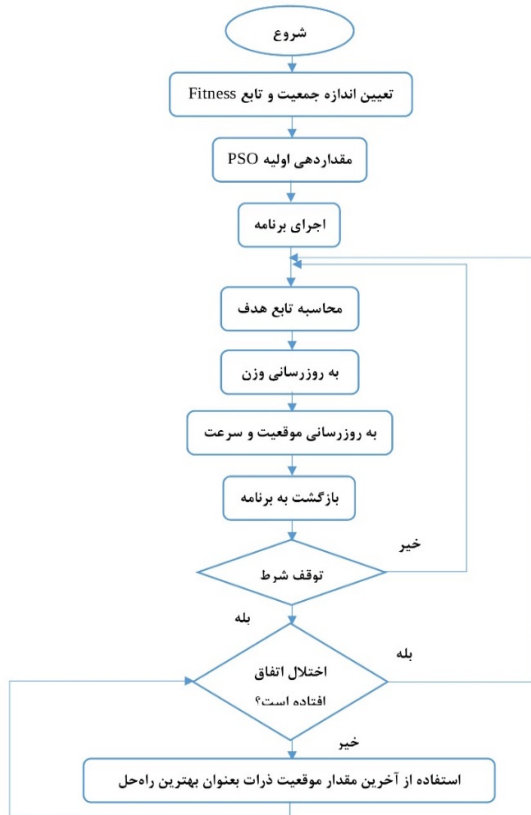 شروع
تعیین اندازه جمعیت و تابع Fitness
مقداردهی اولیه PSO
اجرای برنامه
محاسبه تابع هدف
به روزرسانی وزن
به روزرسانی موقعیت و سرعت
بازگشت به برنامه
خیر
توقف شرط
بله
بله
اختلال اتفاق
افتاده است؟
خیر
استفاده از آخرین مقدار موقعیت ذرات بعنوان بهترین راه‌حل